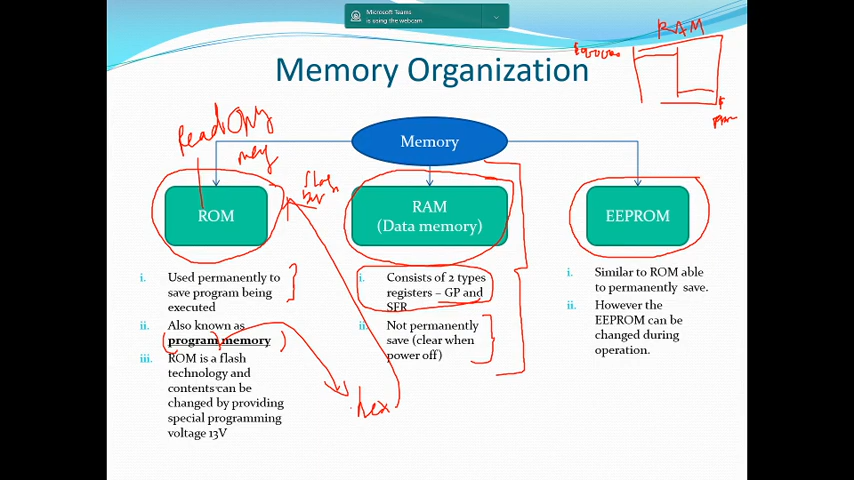 Microsoft Teams
is using the webcam
RAM
Memory Organization
Read Only
Memory
ROM
RAM
(Data memory)
EEPROM
i. Used permanently to
save program being
executed
ii. Also known as
program memory
iii. ROM is a flash
technology and
contents can be
changed by providing
special programming
voltage 13V
i. Consists of 2 types
registers – GP and
SFR
ii. Not permanently
save (clear when
power off)
i. Similar to ROM able
to permanently save.
ii. However the
EEPROM can be
changed during
operation.
hex